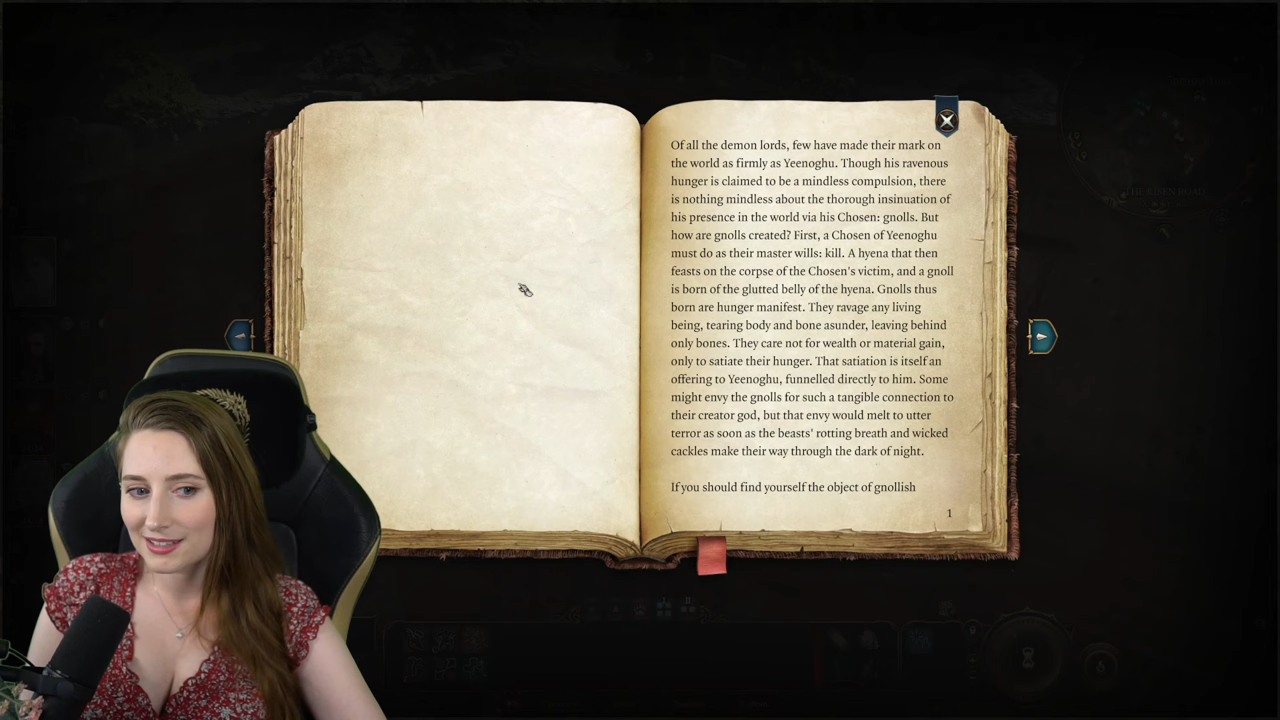 THE RISEN ROAD
Of all the demon lords, few have made their mark on
the world as firmly as Yeenoghu. Though his ravenous
hunger is claimed to be a mindless compulsion, there
is nothing mindless about the thorough insinuation of
his presence in the world via his Chosen: gnolls. But
how are gnolls created? First, a Chosen of Yeenoghu
must do as their master wills: kill. A hyena that then
feasts on the corpse of the Chosen's victim, and a gnoll
is born of the glutted belly of the hyena. Gnolls thus
born are hunger manifest. They ravage any living
being, tearing body and bone asunder, leaving behind
only bones. They care not for wealth or material gain,
only to satiate their hunger. That satiation is itself an
offering to Yeenoghu, funnelled directly to him. Some
might envy the gnolls for such a tangible connection to
their creator god, but that envy would melt to utter
terror as soon as the beasts' rotting breath and wicked
cackles make their way through the dark of night.
If you should find yourself the object of gnollish
1